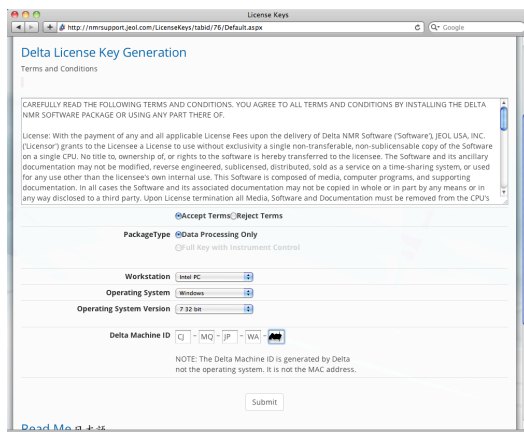 License Keys
http://nmrsupport.jeol.com/LicenseKeys/tabid/76/Default.aspx
Google
Delta License Key Generation
Terms and Conditions
CAREFULLY READ THE FOLLOWING TERMS AND CONDITIONS. YOU AGREE TO ALL TERMS AND CONDITIONS BY INSTALLING THE DELTA
NMR SOFTWARE PACKAGE OR USING ANY PART THERE OF.
License: With the payment of any and all applicable License Fees upon the delivery of Delta NMR Software ('Software'), JEOL USA, INC.
('Licensor') grants to the Licensee a License to use without exclusivity a single non-transferable, non-sublicensable copy of the Software
on a single CPU. No title to, ownership of, or rights to the software is hereby transferred to the licensee. The Software and its ancillary
documentation may not be modified, reverse engineered, sublicensed, distributed, sold as a service on a time-sharing system, or used
for any use other than the licensee's own internal use. This Software is composed of media, computer programs, and supporting
documentation. In all cases the Software and its associated documentation may not be copied in whole or in part by any means or in
any way disclosed to a third party. Upon License termination all Media, Software and Documentation must be removed from the CPU's
Accept Terms Reject Terms
PackageType Data Processing Only
Full Key with Instrument Control
Workstation Intel PC
Operating System Windows
Operating System Version 7 32 bit
Delta Machine ID CJ - MQ - JP - WA -
NOTE: The Delta Machine ID is generated by Delta
not the operating system. It is not the MAC address.
Submit
Read Me 日本語